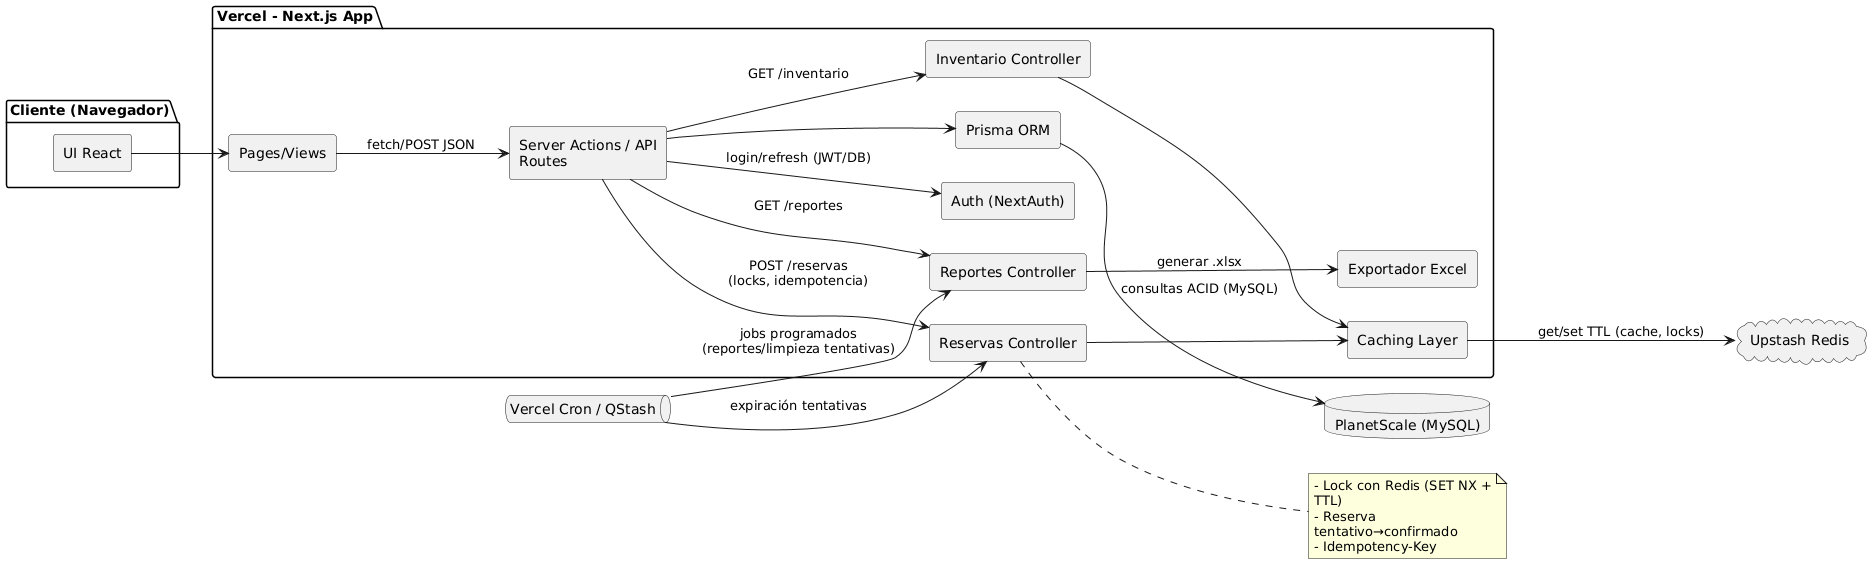 Vercel - Next.js App
Cliente (Navegador)
UI React
Pages/Views
fetch/POST JSON
Server Actions / API
Routes
GET /inventario
Inventario Controller
Prisma ORM
login/refresh (JWT/DB)
Auth (NextAuth)
GET /reportes
Reportes Controller
generar .xlsx
Exportador Excel
POST /reservas
(locks, idempotencia)
consultas ACID (MySQL)
jobs programados
(reportes/limpieza tentativas)
Reservas Controller
Caching Layer
get/set TTL (cache, locks)
Upstash Redis
Vercel Cron / QStash
expiración tentativas
PlanetScale (MySQL)
- Lock con Redis (SET NX +
TTL)
- Reserva
tentativo→confirmado
- Idempotency-Key